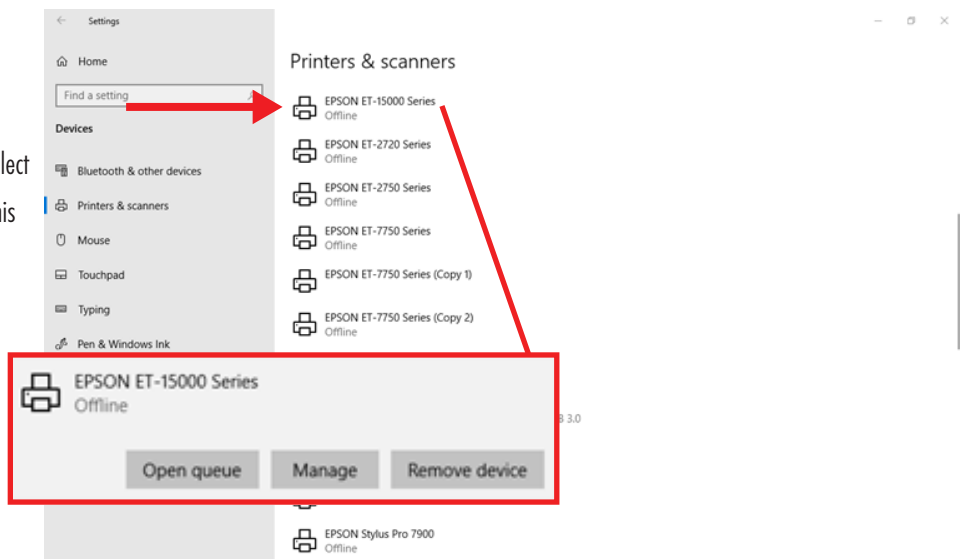 Settings
Home
Find a setting
Devices
Bluetooth & other devices
Printers & scanners
Mouse
Touchpad
Typing
Pen & Windows Ink
Printers & scanners
EPSON ET-15000 Series
Offline
EPSON ET-2720 Series
Offline
EPSON ET-2750 Series
Offline
EPSON ET-7750 Series
Offline
EPSON ET-7750 Series (Copy 1)
EPSON ET-7750 Series (Copy 2)
Offline
EPSON ET-15000 Series
Offline
Open queue Manage Remove device
3.0
EPSON Stylus Pro 7900
Offline